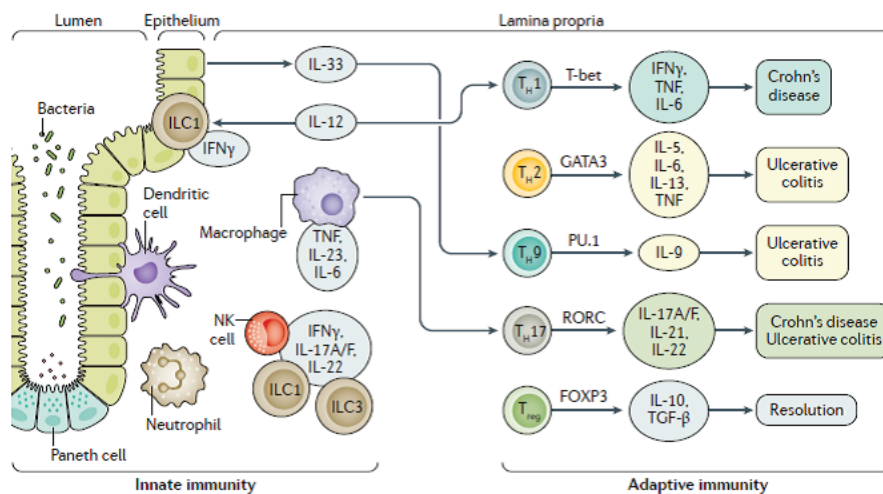 Lumen
Epithelium
Lamina propria
Bacteria
ILC1
IFNγ
IL-33
IL-12
Dendritic
cell
Macrophage
TNF,
IL-23,
IL-6
NK
cell
IFNγ,
IL-17A/F,
IL-22
ILC1
ILC3
Neutrophil
Paneth cell
Innate immunity
TH1
T-bet
IFNγ,
TNF,
IL-6
Crohn's
disease
TH2
GATA3
IL-5,
IL-6,
IL-13,
TNF
Ulcerative
colitis
TH9
PU.1
IL-9
Ulcerative
colitis
TH17
RORC
IL-17A/F,
IL-21,
IL-22
Crohn's disease
Ulcerative colitis
Treg
FOXP3
IL-10,
TGF-β
Resolution
Adaptive immunity